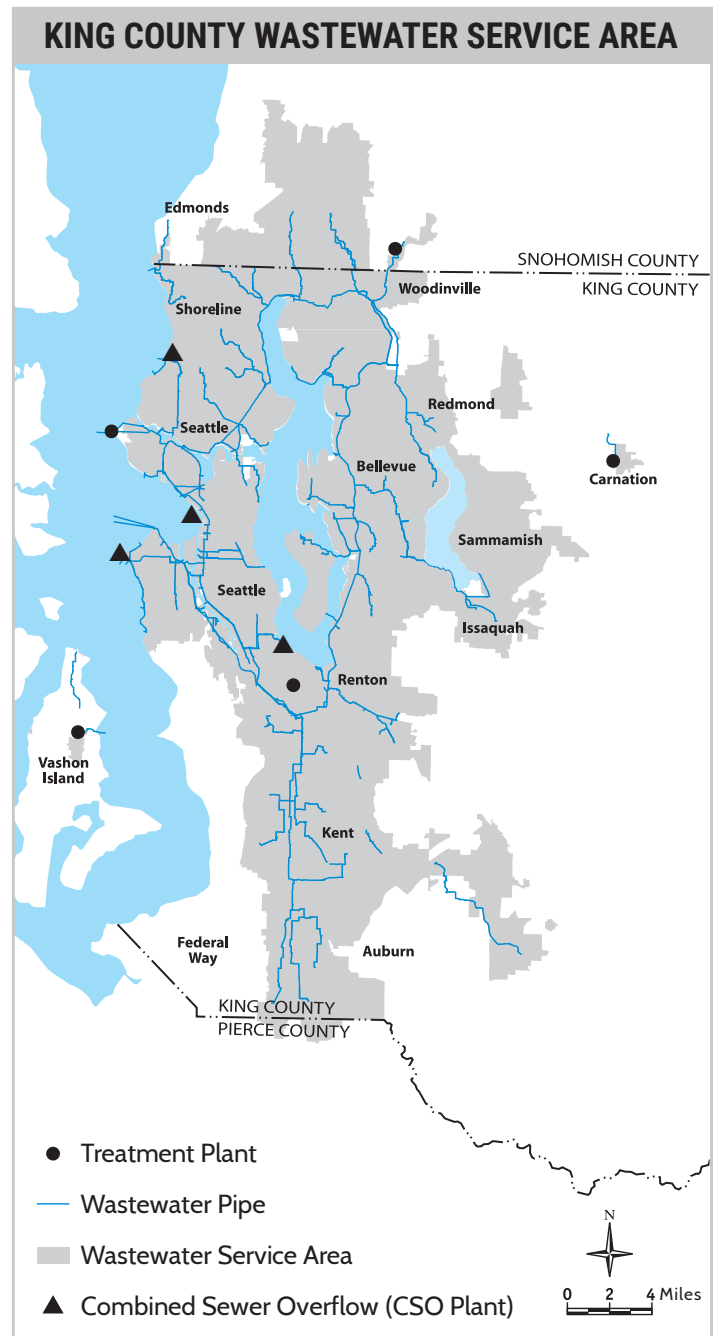 KING COUNTY WASTEWATER SERVICE AREA
Edmonds
SNOHOMISH COUNTY
KING COUNTY
Woodinville
Shoreline
Redmond
Seattle
Bellevue
Carnation
Sammamish
Seattle
Issaquah
Renton
Vashon
Island
Kent
Federal
Way
Auburn
KING COUNTY
PIERCE COUNTY
Treatment Plant
Wastewater Pipe
Wastewater Service Area
Combined Sewer Overflow (CSO Plant)
N
0 2 4 Miles